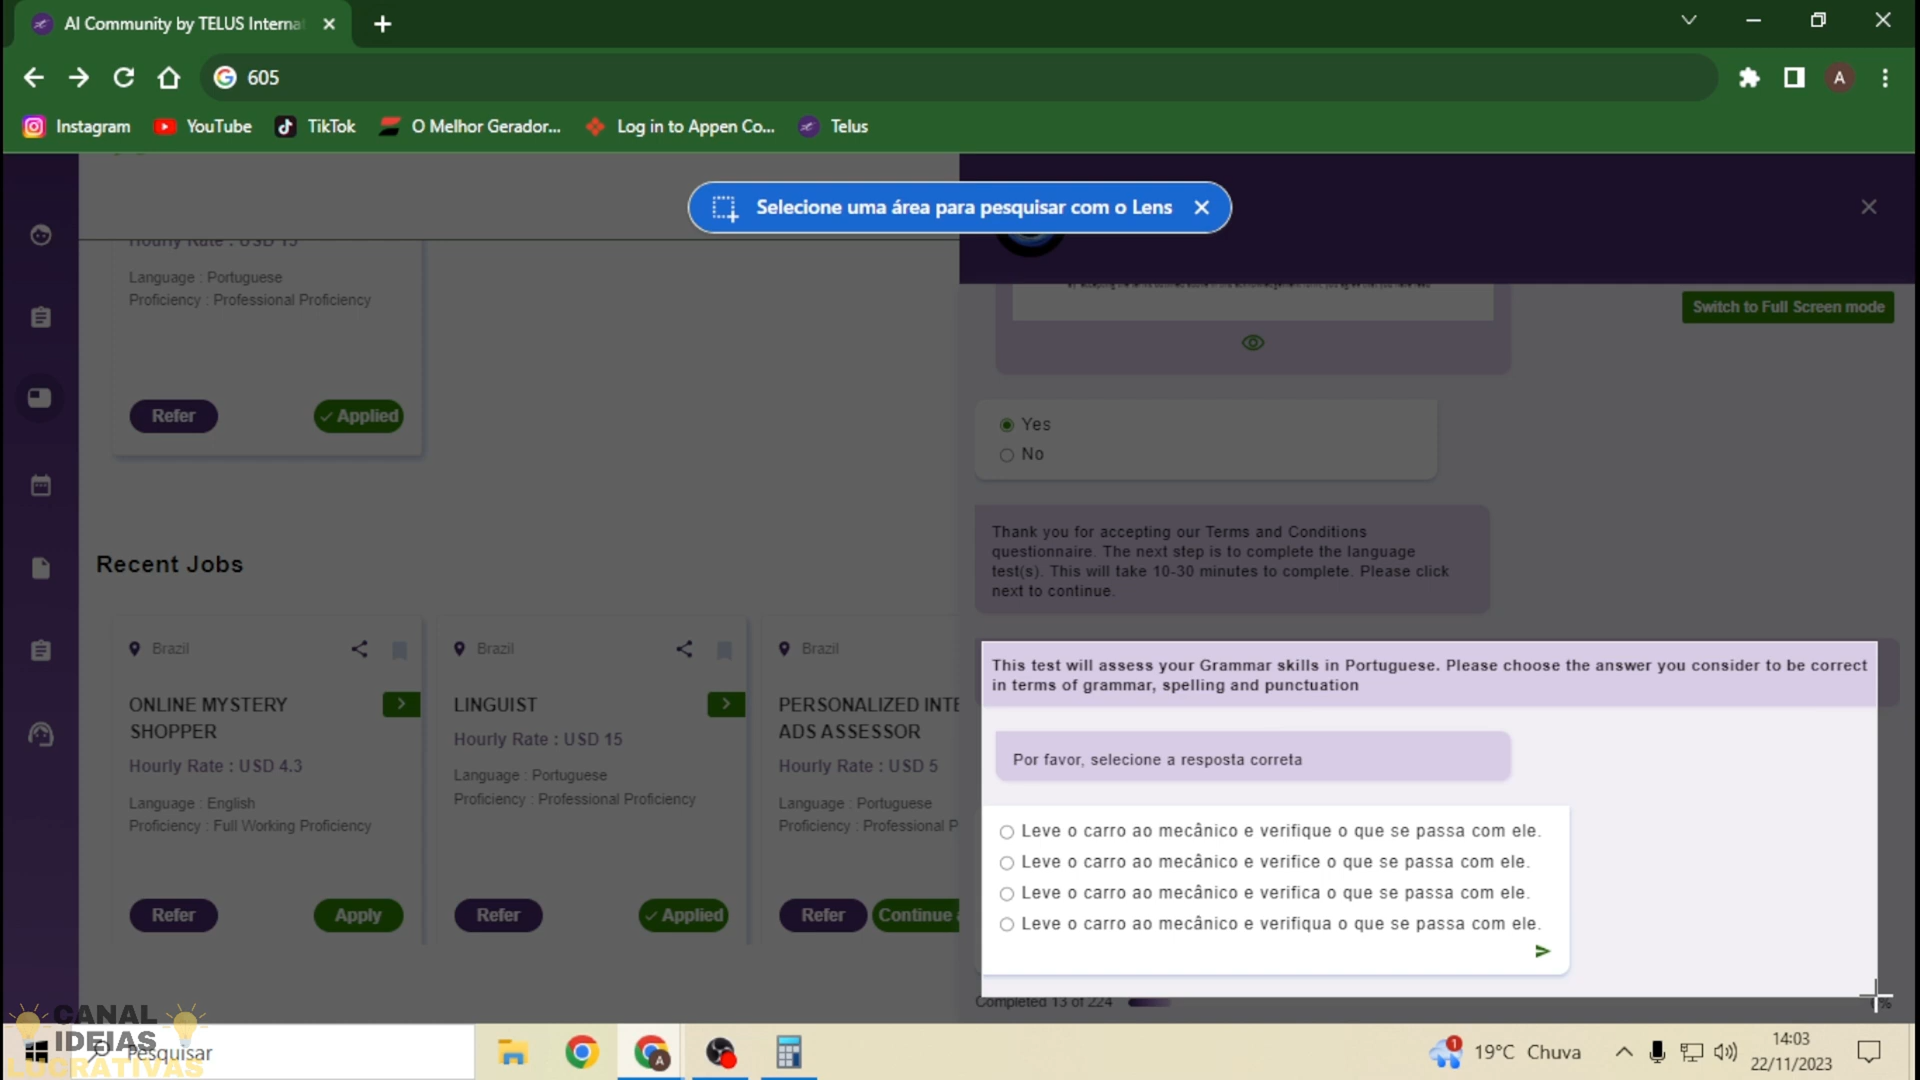 AI Community by TELUS Interna
605
Instagram
YouTube
TikTok
O Melhor Gerador...
Log in to Appen Co...
Telus
Selecione uma área para pesquisar com o Lens
Hourly Rate : USD 15
Language : Portuguese
Proficiency : Professional Proficiency
Refer
Applied
Recent Jobs
Brazil
ONLINE MYSTERY
SHOPPER
Hourly Rate : USD 4.3
Language : English
Proficiency : Full Working Proficiency
Refer
Apply
Brazil
LINGUIST
Hourly Rate : USD 15
Language : Portuguese
Proficiency : Professional Proficiency
Refer
Applied
Brazil
PERSONALIZED INTE
ADS ASSESSOR
Hourly Rate : USD 5
Language : Portuguese
Proficiency : Professional P
Refer
Continue
Switch to Full Screen mode
Yes
No
Thank you for accepting our Terms and Conditions
questionnaire. The next step is to complete the language
test(s). This will take 10-30 minutes to complete. Please click
next to continue.
This test will assess your Grammar skills in Portuguese. Please choose the answer you consider to be correct
in terms of grammar, spelling and punctuation
Por favor, selecione a resposta correta
Leve o carro ao mecânico e verifique o que se passa com ele.
Leve o carro ao mecânico e verifice o que se passa com ele.
Leve o carro ao mecânico e verifica o que se passa com ele.
Leve o carro ao mecânico e verifiqua o que se passa com ele.
Completed 13 of 224
CANAL
IDEIAS
LUCRATIVAS
Pesquisar
A
1
19°C Chuva
14:03
22/11/2023